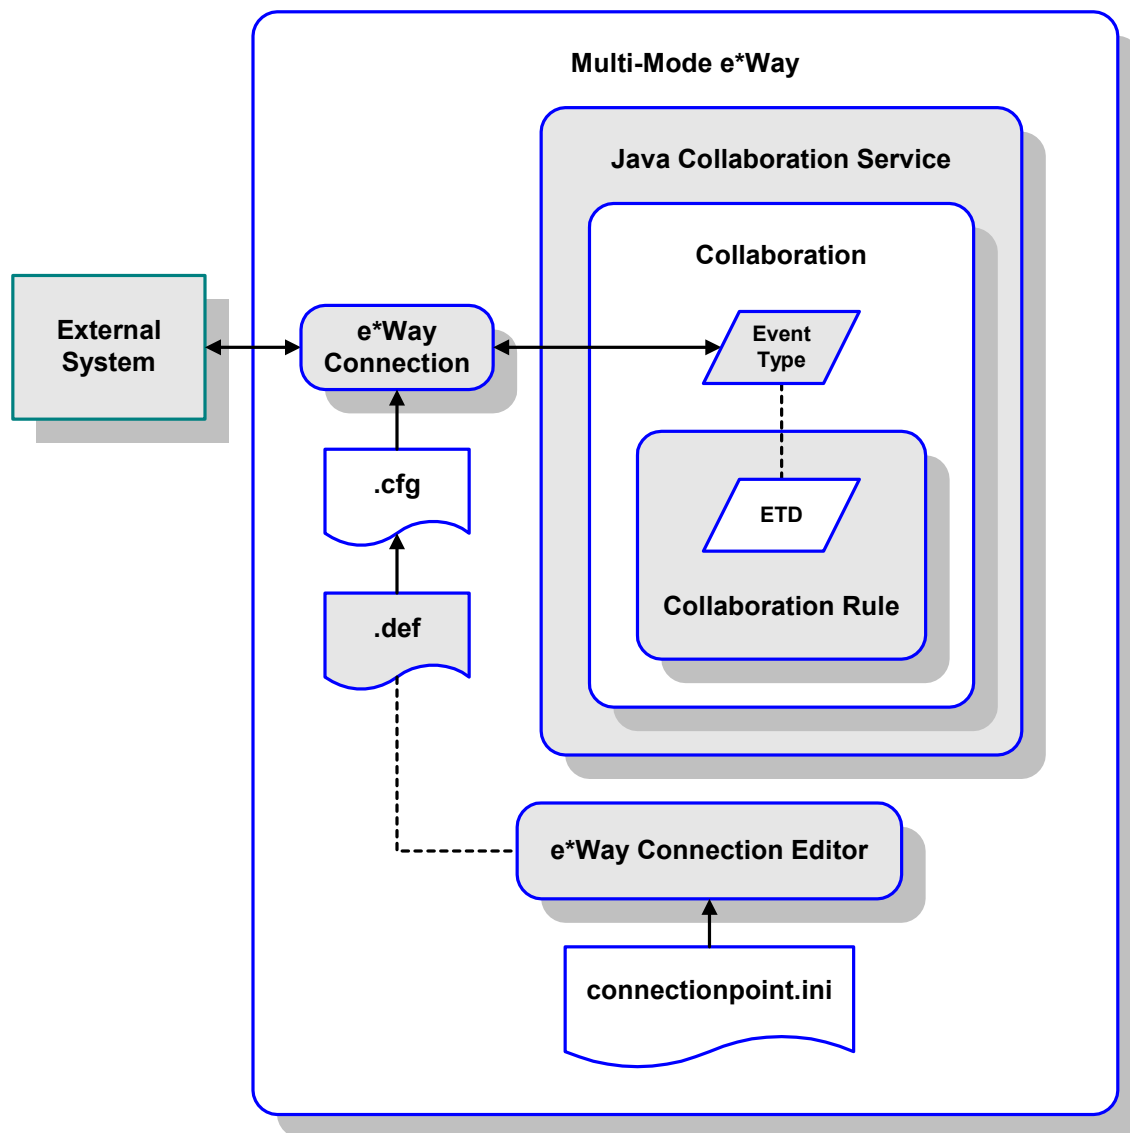 Multi-Mode e*Way
Java Collaboration Service
Collaboration
External
System
e*Way
Connection
Event
Type
.cfg
ETD
.def
Collaboration Rule
e*Way Connection Editor
connectionpoint.ini